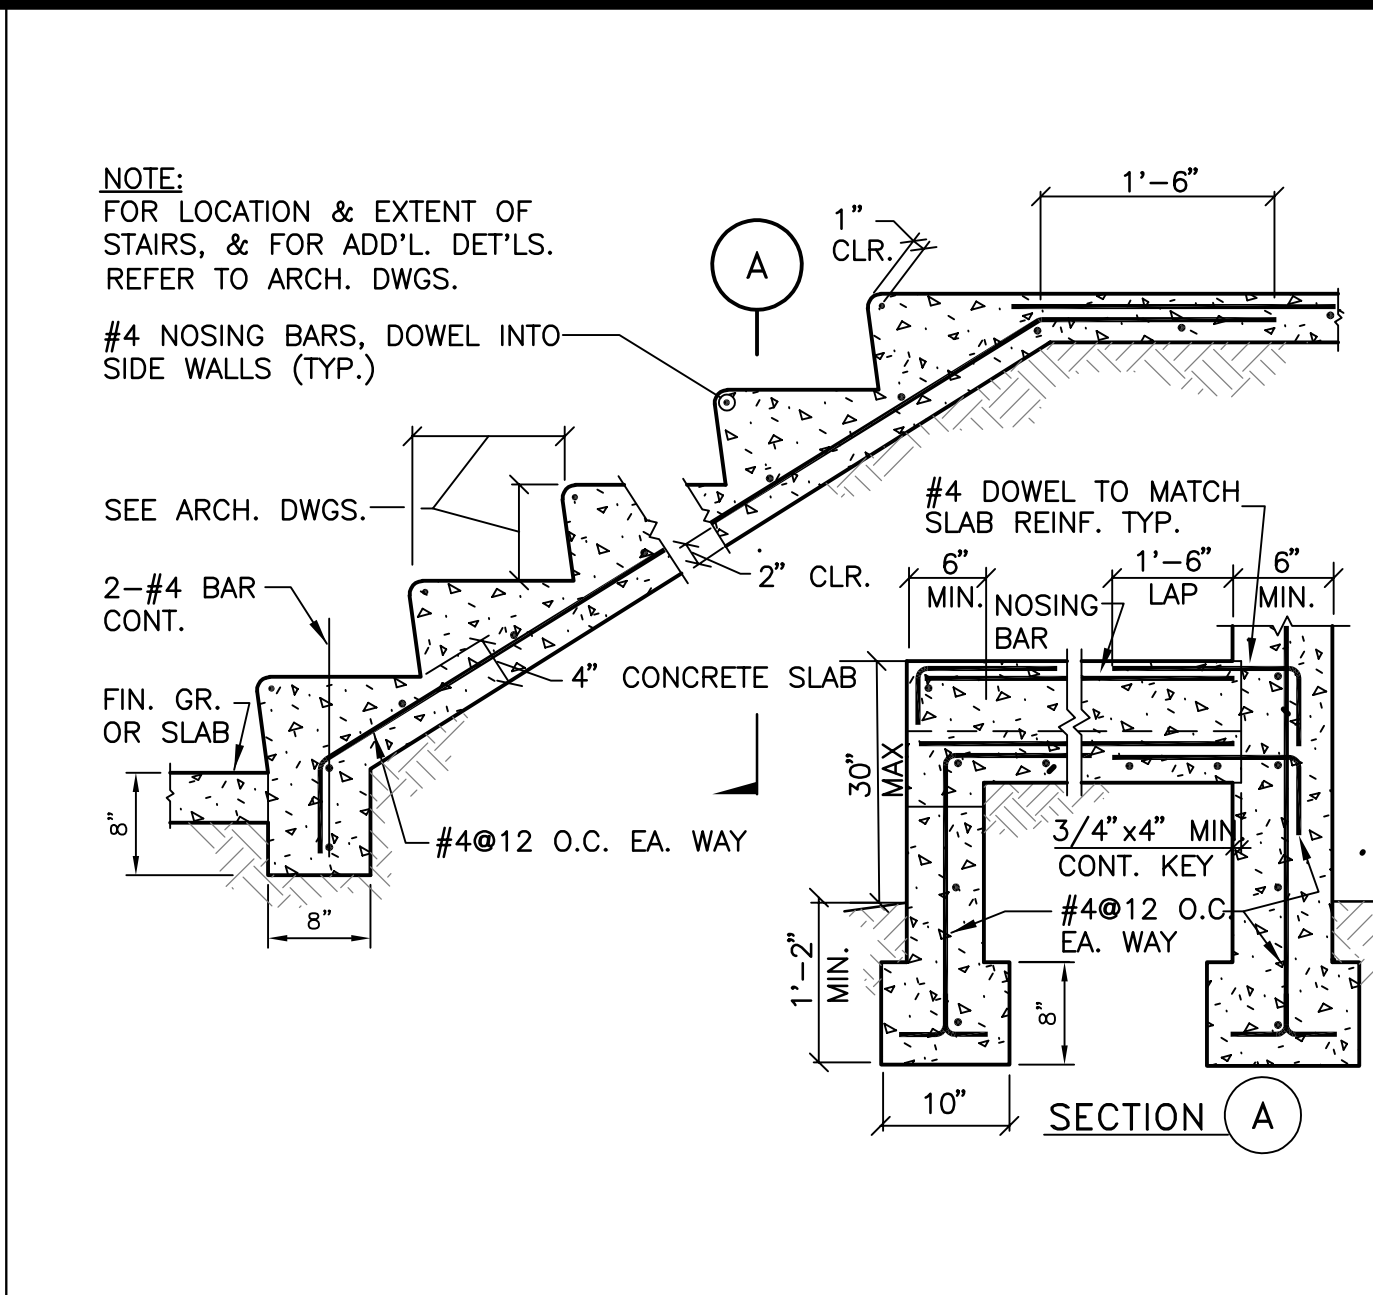 NOTE:
FOR LOCATION & EXTENT OF
STAIRS, & FOR ADD'L. DET'LS.
REFER TO ARCH. DWGS.
#4 NOSING BARS, DOWEL INTO
SIDE WALLS (TYP.)
A
1"
CLR.
1'-6"
SEE ARCH. DWGS.
2-#4 BAR
CONT.
FIN. GR.
OR SLAB
8"
8"
2" CLR.
4" CONCRETE SLAB
#4@12 O.C. EA. WAY
#4 DOWEL TO MATCH
SLAB REINF. TYP.
6"
MIN.
NOSING
BAR
1'-6"
LAP
6"
MIN.
30"
MAX
3/4"x4" MIN
CONT. KEY
#4@12 O.C.
EA. WAY
1'-2"
MIN.
8"
10"
SECTION A